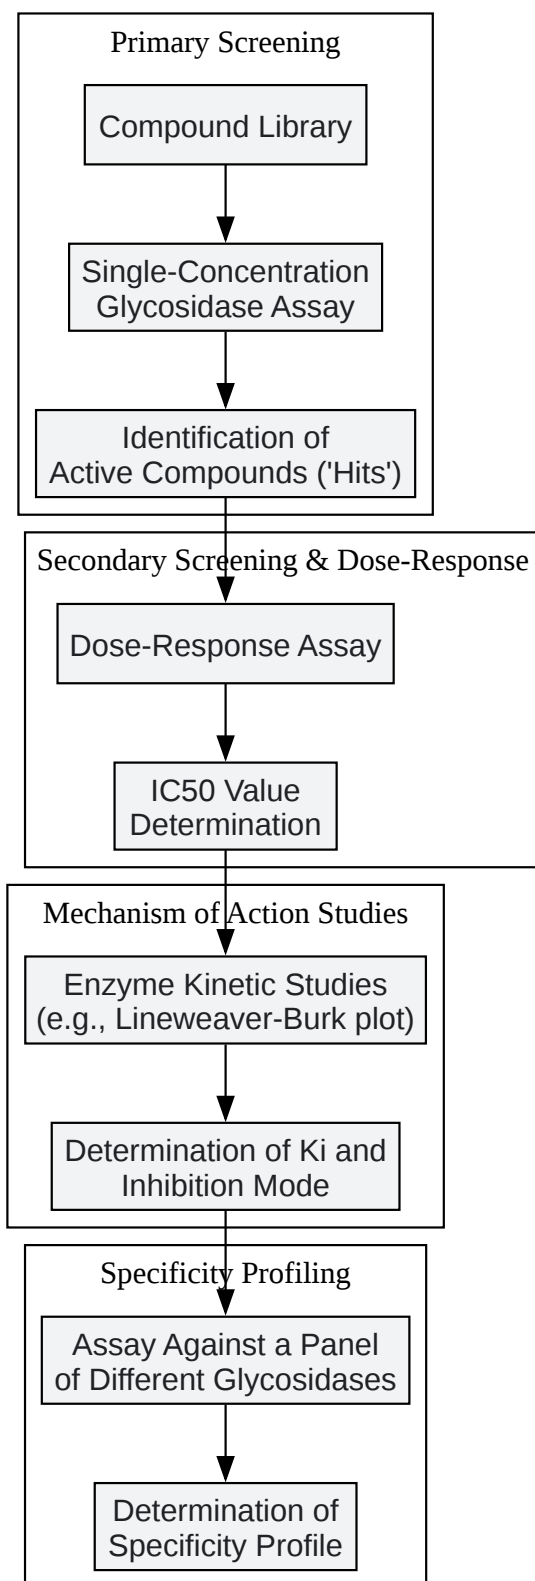 Primary Screening
Compound Library
Single-Concentration
Glycosidase Assay
Identification of
Active Compounds ('Hits')
Secondary Screening & Dose-Response
Dose-Response Assay
IC50 Value
Determination
Mechanism of Action Studies
Enzyme Kinetic Studies
(e.g., Lineweaver-Burk plot)
Determination of Ki and
Inhibition Mode
Specificity Profiling
Assay Against a Panel
of Different Glycosidases
Determination of
Specificity Profile